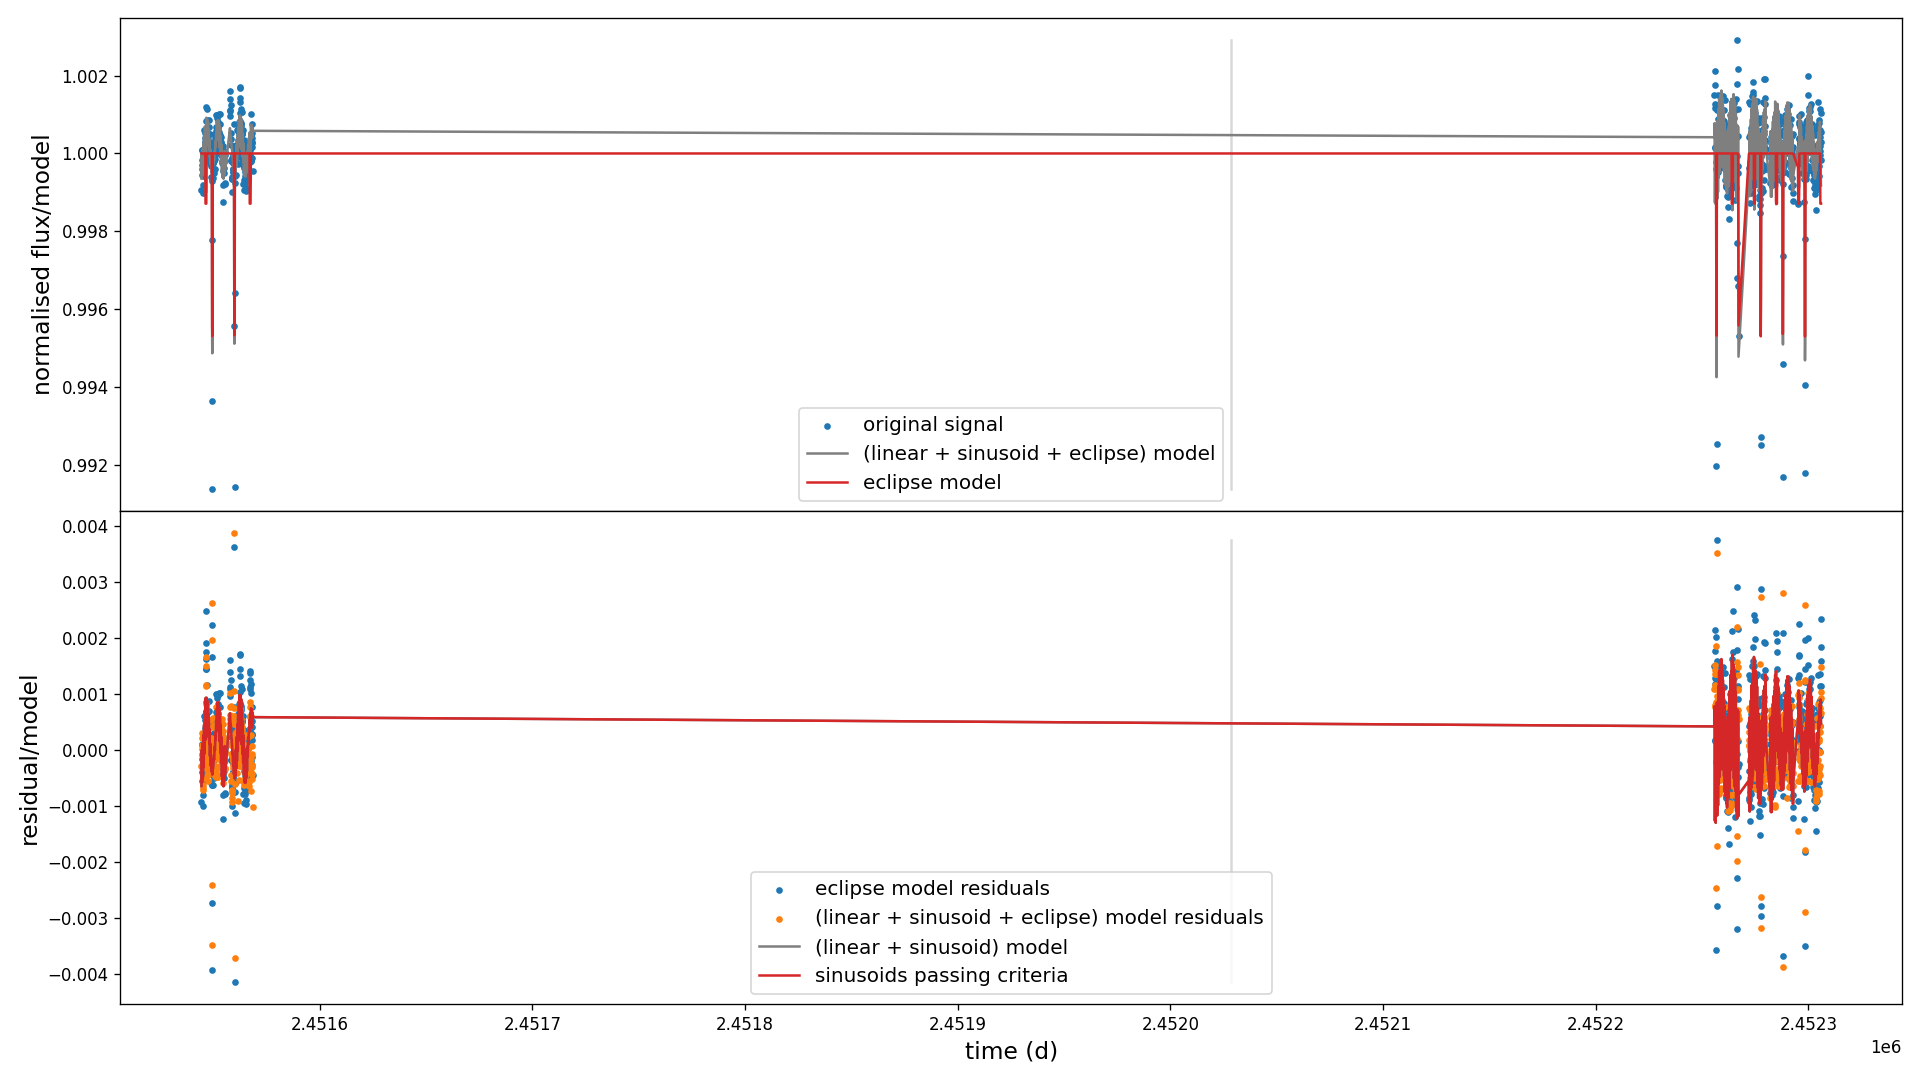 normalised flux/model
1.002
1.000
0.998
0.996
0.994
0.992
original signal
(linear + sinusoid + eclipse) model
eclipse model
residual/model
0.004
0.003
0.002
0.001
0.000
−0.001
−0.002
−0.003
−0.004
eclipse model residuals
(linear + sinusoid + eclipse) model residuals
(linear + sinusoid) model
sinusoids passing criteria
2.4516
2.4517
2.4518
2.4519
2.4520
2.4521
2.4522
2.4523
1e6
time (d)